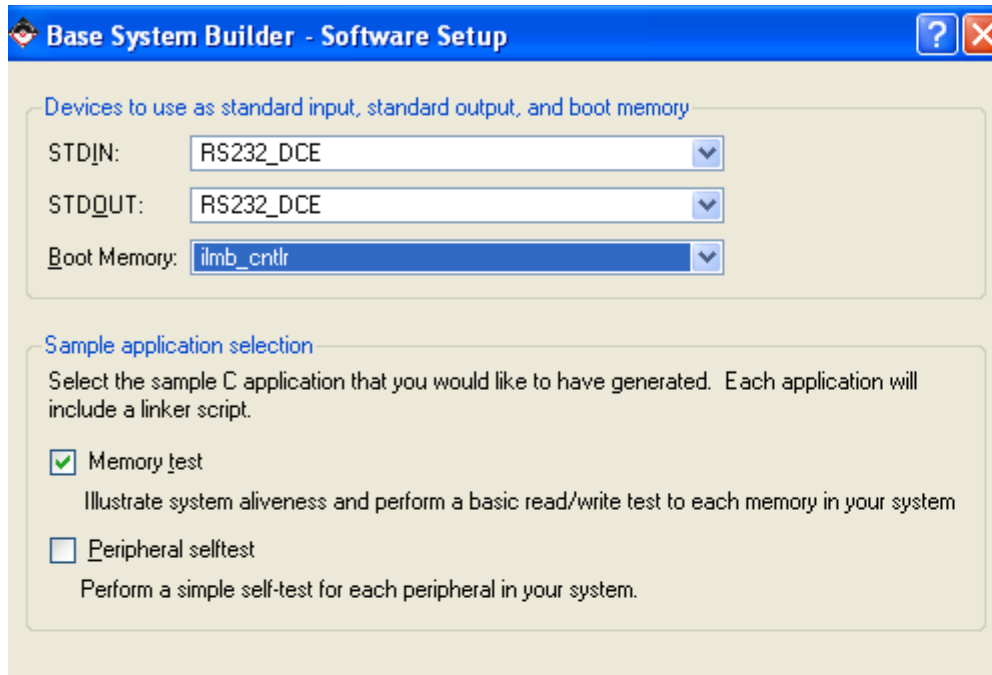 Base System Builder - Software Setup
Devices to use as standard input, standard output, and boot memory
STDIN: RS232_DCE
STDOUT: RS232_DCE
Boot Memory: ilmb_cntlr
Sample application selection
Select the sample C application that you would like to have generated. Each application will
include a linker script.
Memory test
Illustrate system aliveness and perform a basic read/write test to each memory in your system
Peripheral selftest
Perform a simple self-test for each peripheral in your system.